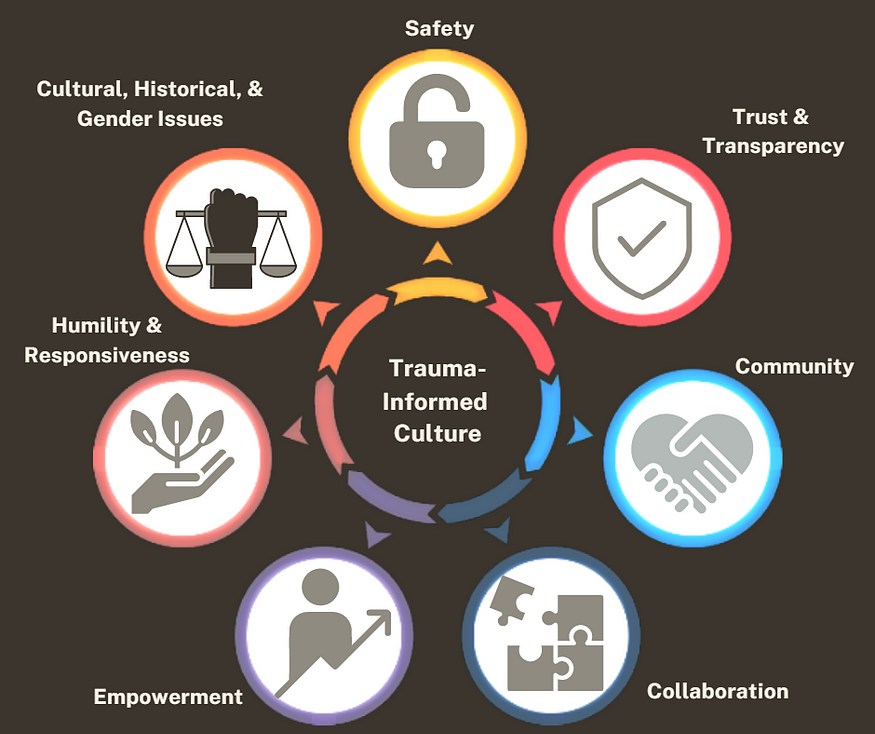 Safety
Trust &
Transparency
Community
Collaboration
Empowerment
Humility &
Responsiveness
Cultural, Historical, &
Gender Issues
Trauma-
Informed
Culture